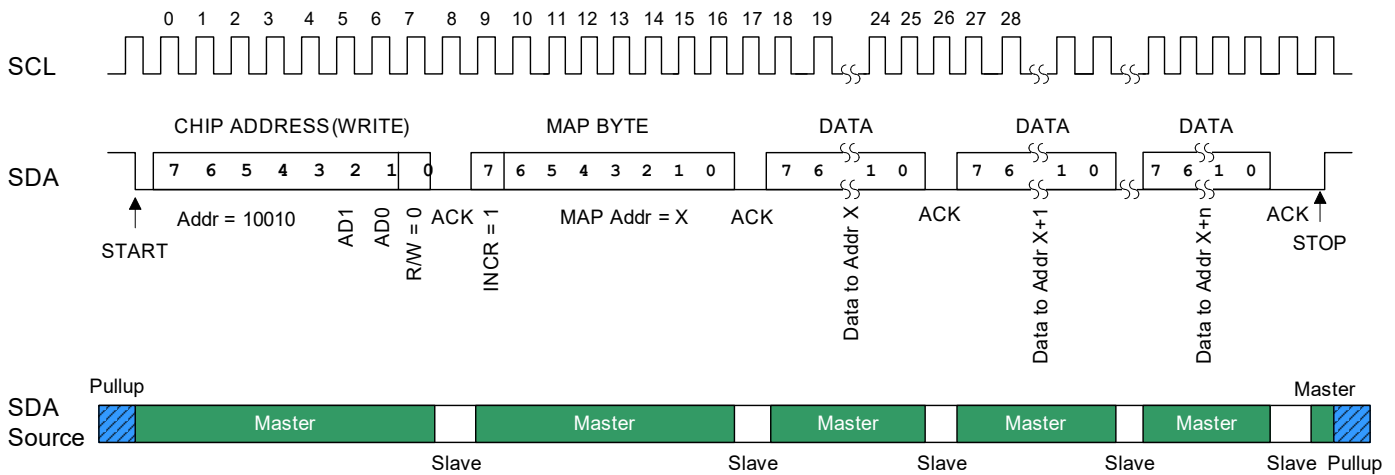 0 1 2 3 4 5 6 7 8 9 10 11 12 13 14 15 16 17 18 19 24 25 26 27 28
SCL
CHIP ADDRESS (WRITE) MAP BYTE DATA DATA DATA
SDA 7 6 5 4 3 2 1 0 7 6 5 4 3 2 1 0 7 6 1 0 7 6 1 0 7 6 1 0
START
Addr = 10010
AD1
AD0
R/W = 0
ACK
INCR = 1
MAP Addr = X
ACK
Data to Addr X
ACK
Data to Addr X+1
Data to Addr X+n
ACK
STOP
Pullup Master
SDA Source Master Master Master Master Master
Slave Slave Slave Slave Slave Pullup